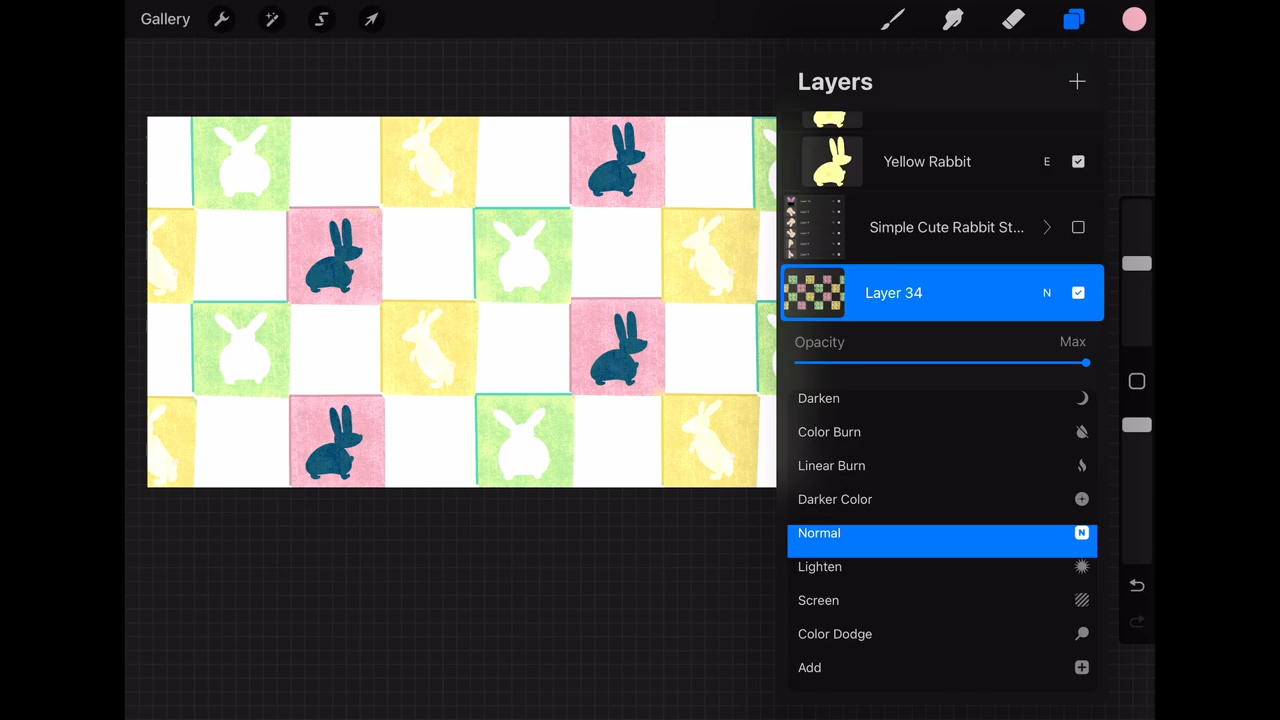 Gallery
Layers
Yellow Rabbit E
Simple Cute Rabbit St...
Layer 34 N
Opacity Max
Darken
Color Burn
Linear Burn
Darker Color
Normal N
Lighten
Screen
Color Dodge
Add